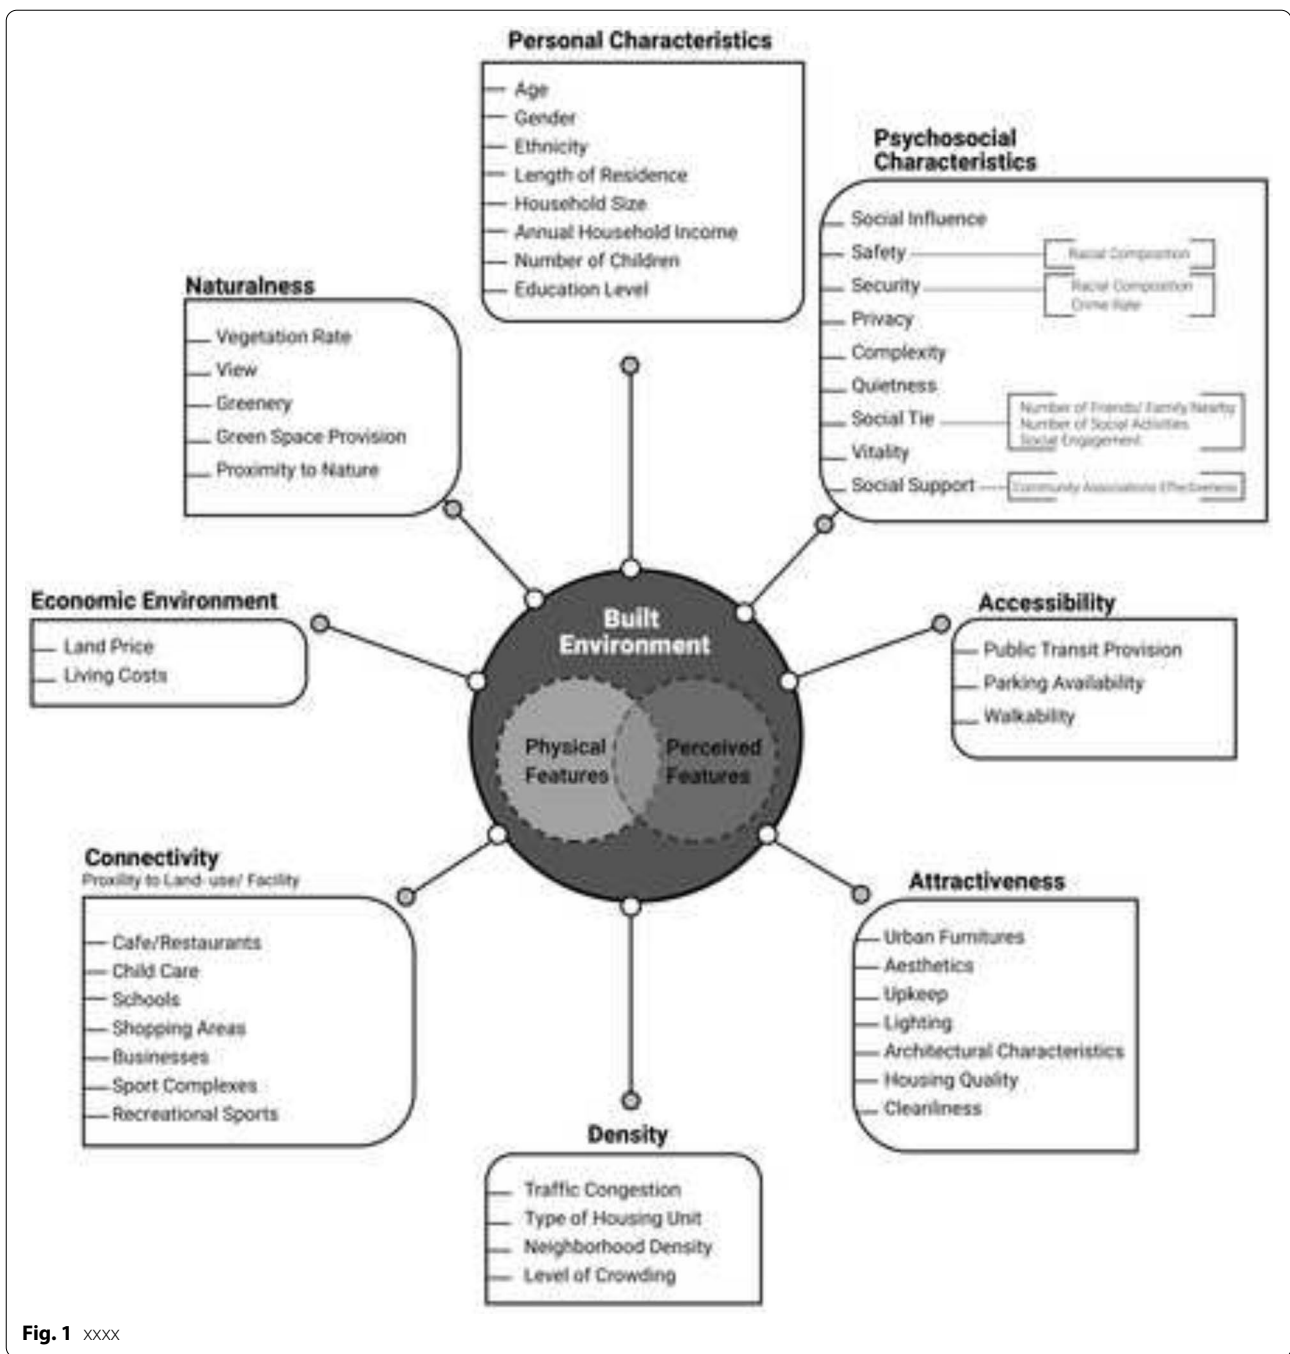 Personal Characteristics
Age
Gender
Ethnicity
Length of Residence
Household Size
Annual Household Income
Number of Children
Education Level
Psychosocial
Characteristics
Social Influence
Safety
Racial Composition
Security
Racial Composition
Crime Rate
Privacy
Complexity
Quietness
Social Tie
Number of Friends/ Family Nearby
Number of Social Activities
Social Engagement
Vitality
Social Support
Community Associations Effectiveness
Naturalness
Vegetation Rate
View
Greenery
Green Space Provision
Proximity to Nature
Economic Environment
Land Price
Living Costs
Built
Environment
Physical
Features
Perceived
Features
Accessibility
Public Transit Provision
Parking Availability
Walkability
Connectivity
Proxility to Land- use/ Facility
Cafe/Restaurants
Child Care
Schools
Shopping Areas
Businesses
Sport Complexes
Recreational Sports
Attractiveness
Urban Furnitures
Aesthetics
Upkeep
Lighting
Architectural Characteristics
Housing Quality
Cleanliness
Density
Traffic Congestion
Type of Housing Unit
Neighborhood Density
Level of Crowding
Fig. 1 xxxx